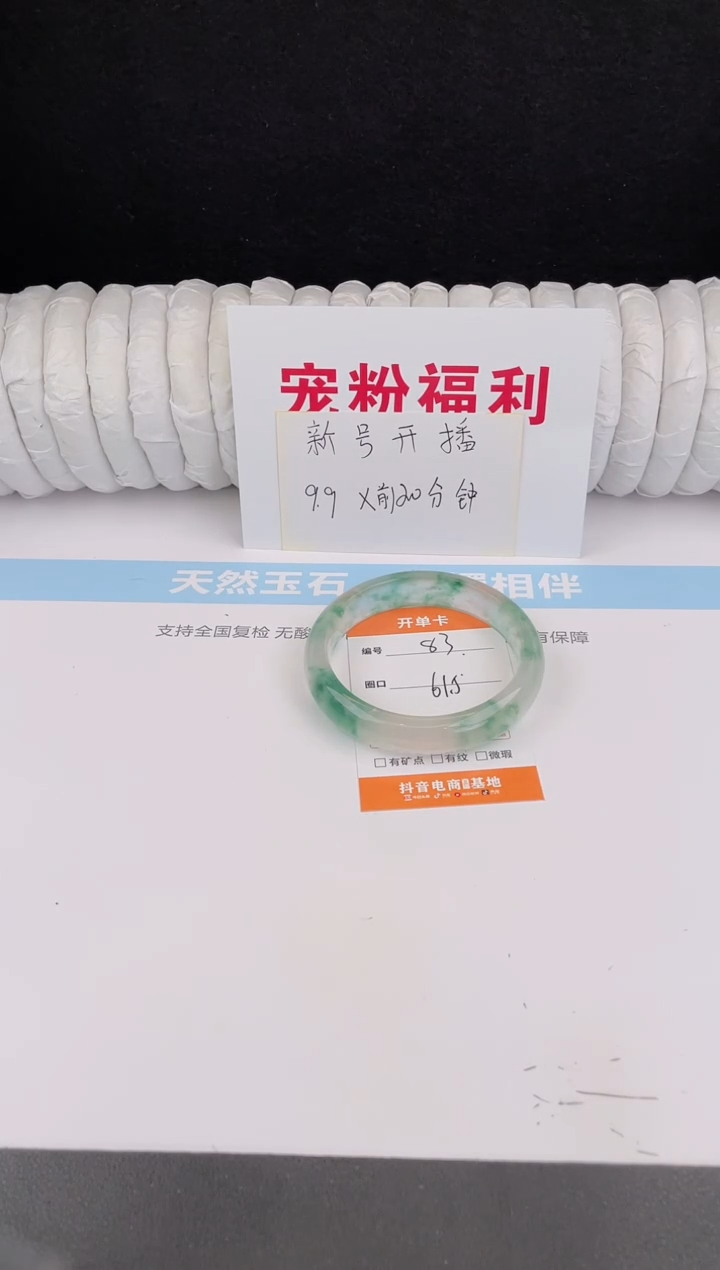 宠粉福利
新号开播
9.9 X前20分钟
天然玉石 相伴
支持全国复检 无酸 有保障
开单卡
编号 83.
圈口 61.5
□有矿点 □有纹 □微瑕
抖音电商 基地